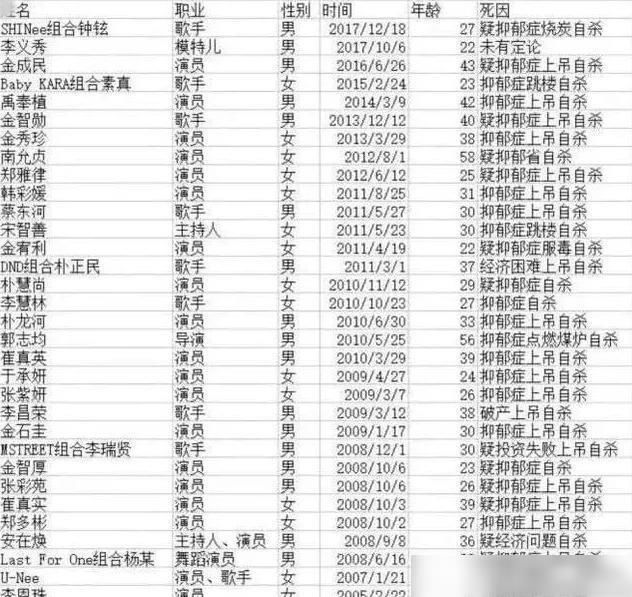 姓名 职业 性别 时间 年龄 死因
SHINee组合钟铉 歌手 男 2017/12/18 27 疑抑郁症烧炭自杀
李义秀 模特儿 男 2017/10/6 22 未有定论
金成民 演员 男 2016/6/26 43 疑抑郁症上吊自杀
Baby KARA组合素真 歌手 女 2015/2/24 23 抑郁症跳楼自杀
禹奉植 演员 男 2014/3/9 42 抑郁症上吊自杀
金智勋 歌手 男 2013/12/12 40 疑抑郁症上吊自杀
金秀珍 演员 女 2013/3/29 38 抑郁症上吊自杀
南允贞 演员 女 2012/8/1 58 疑抑郁省自杀
郑雅律 演员 女 2012/6/12 25 疑抑郁症上吊自杀
韩彩媛 演员 女 2011/8/25 31 抑郁症上吊自杀
蔡东河 歌手 男 2011/5/27 30 抑郁症上吊自杀
宋智善 主持人 女 2011/5/23 30 抑郁症跳楼自杀
金宥利 演员 女 2011/4/19 22 疑抑郁症服毒自杀
DND组合朴正民 歌手 男 2011/3/1 37 经济困难上吊自杀
朴慧尚 演员 女 2010/11/12 29 疑抑郁症自杀
李慧林 歌手 女 2010/10/23 27 抑郁症自杀
朴龙河 演员 男 2010/6/30 33 抑郁症上吊自杀
郭志均 导演 男 2010/5/25 56 抑郁症点燃煤炉自杀
崔真英 演员 男 2010/3/29 39 抑郁症上吊自杀
于承妍 演员 女 2009/4/27 24 抑郁症上吊自杀
张紫妍 演员 女 2009/3/7 26 抑郁症上吊自杀
李昌荣 歌手 男 2009/3/12 38 破产上吊自杀
金石圭 演员 男 2009/1/17 30 抑郁症上吊自杀
MSTREET组合李瑞贤 歌手 男 2008/12/1 30 疑投资失败上吊自杀
金智厚 演员 男 2008/10/6 23 疑抑郁症自杀
张彩苑 演员 男 2008/10/6 26 疑抑郁症上吊自杀
崔真实 演员 女 2008/10/3 39 疑抑郁症上吊自杀
郑多彬 演员 女 2008/10/2 27 抑郁症上吊自杀
安在焕 主持人、演员 男 2008/9/8 36 疑经济问题自杀
Last For One组合杨某 舞蹈演员 男 2008/6/16
U-Nee 演员、歌手 女 2007/1/21
李恩珠 演员 女 2005/2/22